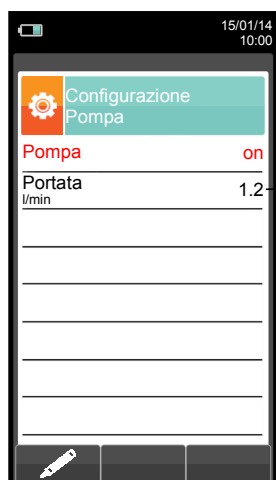 15/01/14
10:00
Configurazione
Pompa
Pompa on
Portata 1.2
l/min